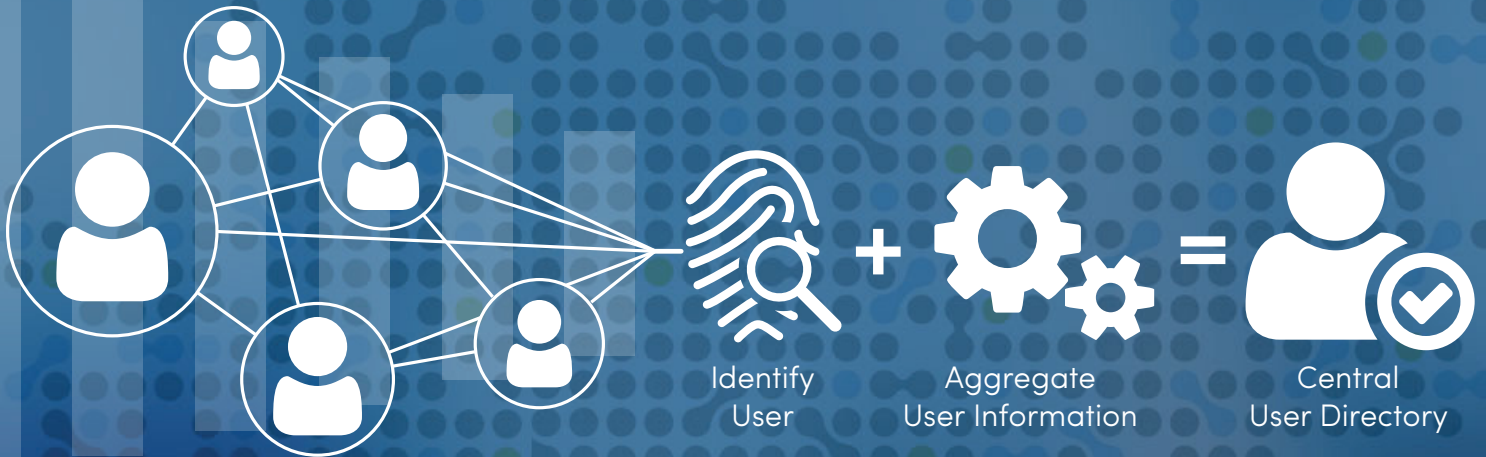 Identify
User
+
Aggregate
User Information
=
Central
User Directory